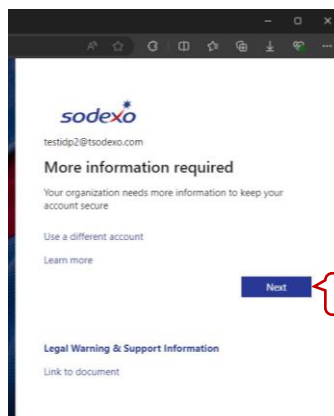 sodexo
testidp2@tsodexo.com
More information required
Your organization needs more information to keep your
account secure
Use a different account
Learn more
Next
Legal Warning & Support Information
Link to document